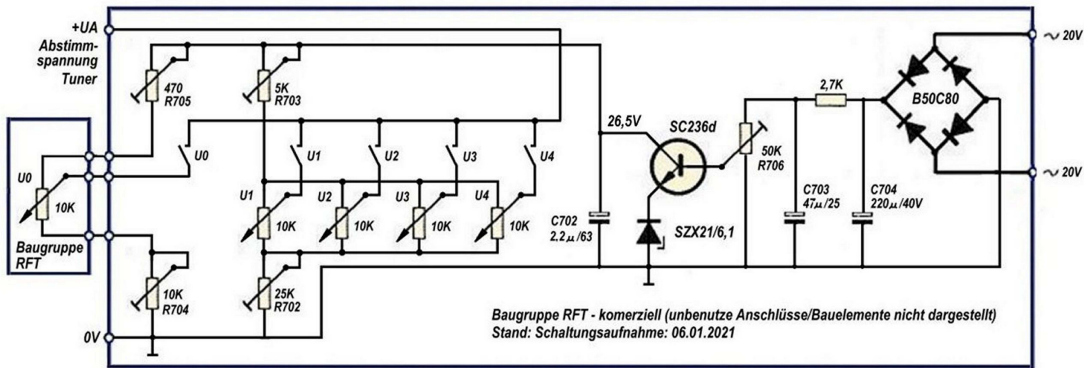 +UA
Abstimm-
spannung
Tuner
470
R705
5K
R703
U0
U1
U2
U3
U4
26,5V
SC236d
50K
R706
2,7K
B50C80
~ 20V
~ 20V
U0
10K
Baugruppe
RFT
U1
10K
U2
10K
U3
10K
U4
10K
C702
2,2µ/63
SZX21/6,1
C703
47µ/25
C704
220µ/40V
10K
R704
25K
R702
0V
Baugruppe RFT - komerziell (unbenutze Anschlüsse/Bauelemente nicht dargestellt)
Stand: Schaltungsaufnahme: 06.01.2021